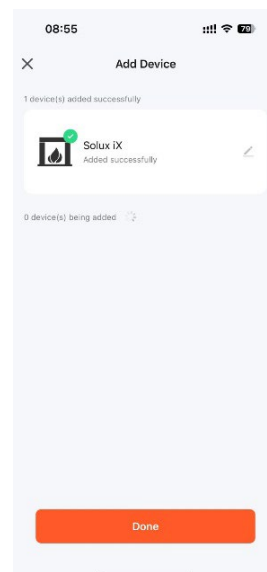 08:55
79
Add Device
1 device(s) added successfully
Solux iX
Added successfully
0 device(s) being added
Done